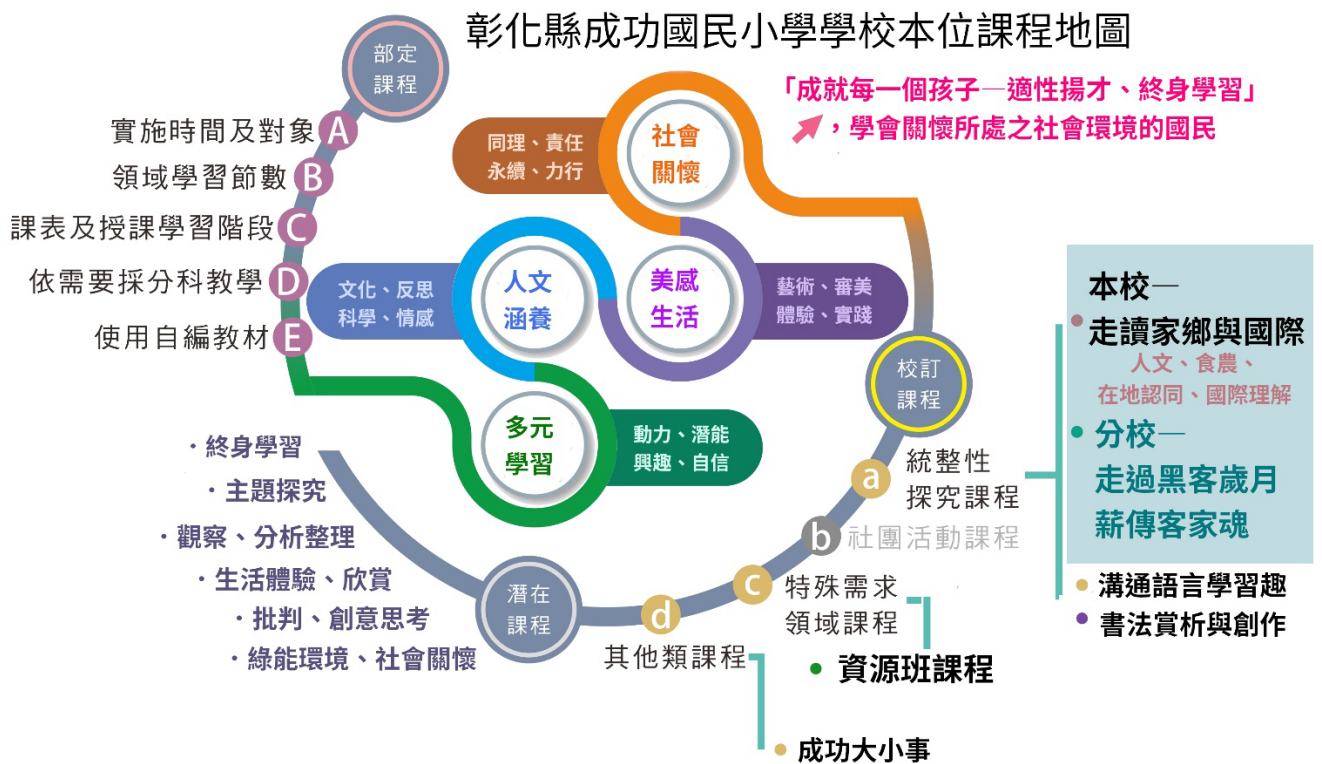 彰化縣成功國民小學學校本位課程地圖
「成就每一個孩子—適性揚才、終身學習」
，學會關懷所處之社會環境的國民
部定
課程
A 實施時間及對象
B 領域學習節數
C 課表及授課學習階段
D 依需要採分科教學
E 使用自編教材
同理、責任
永續、力行
社會
關懷
文化、反思
科學、情感
人文
涵養
美感
生活
藝術、審美
體驗、實踐
多元
學習
動力、潛能
興趣、自信
校訂
課程
a 統整性
探究課程
b 社團活動課程
c 特殊需求
領域課程
d 其他類課程
本校—
• 走讀家鄉與國際
人文、食農、
在地認同、國際理解
• 分校—
走過黑客歲月
薪傳客家魂
• 溝通語言學習趣
• 書法賞析與創作
• 資源班課程
• 成功大小事
潛在
課程
・終身學習
・主題探究
・觀察、分析整理
・生活體驗、欣賞
・批判、創意思考
・綠能環境、社會關懷